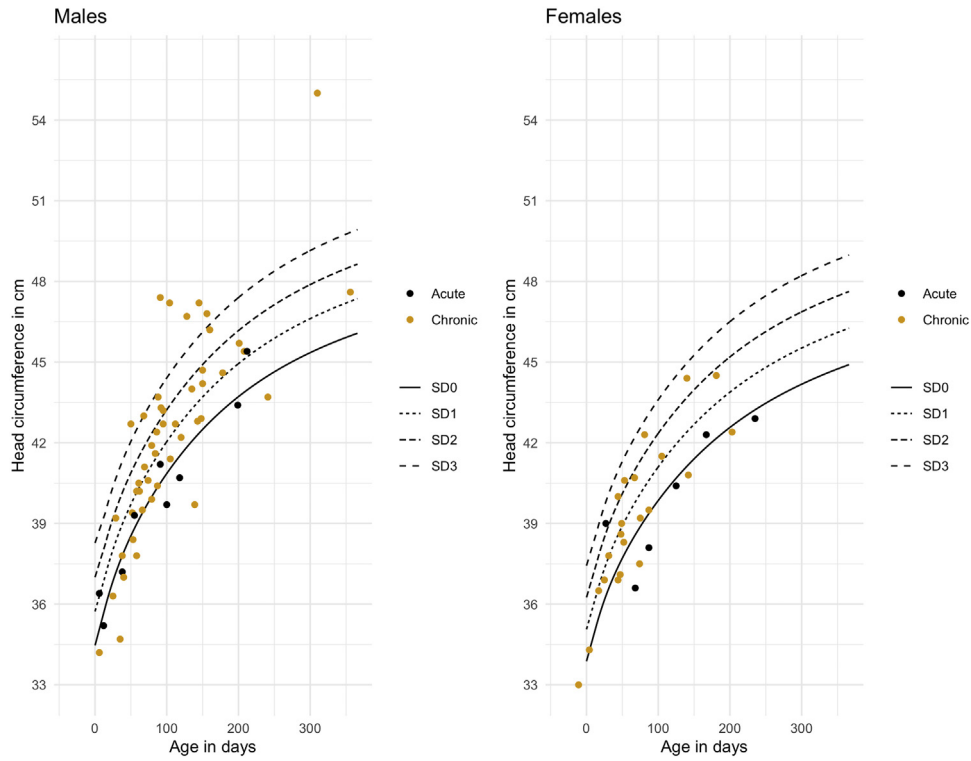 Males
Females
Head circumference in cm
54
51
48
45
42
39
36
33
0 100 200 300
Age in days
Acute
Chronic
SD0
SD1
SD2
SD3
Head circumference in cm
54
51
48
45
42
39
36
33
0 100 200 300
Age in days
Acute
Chronic
SD0
SD1
SD2
SD3